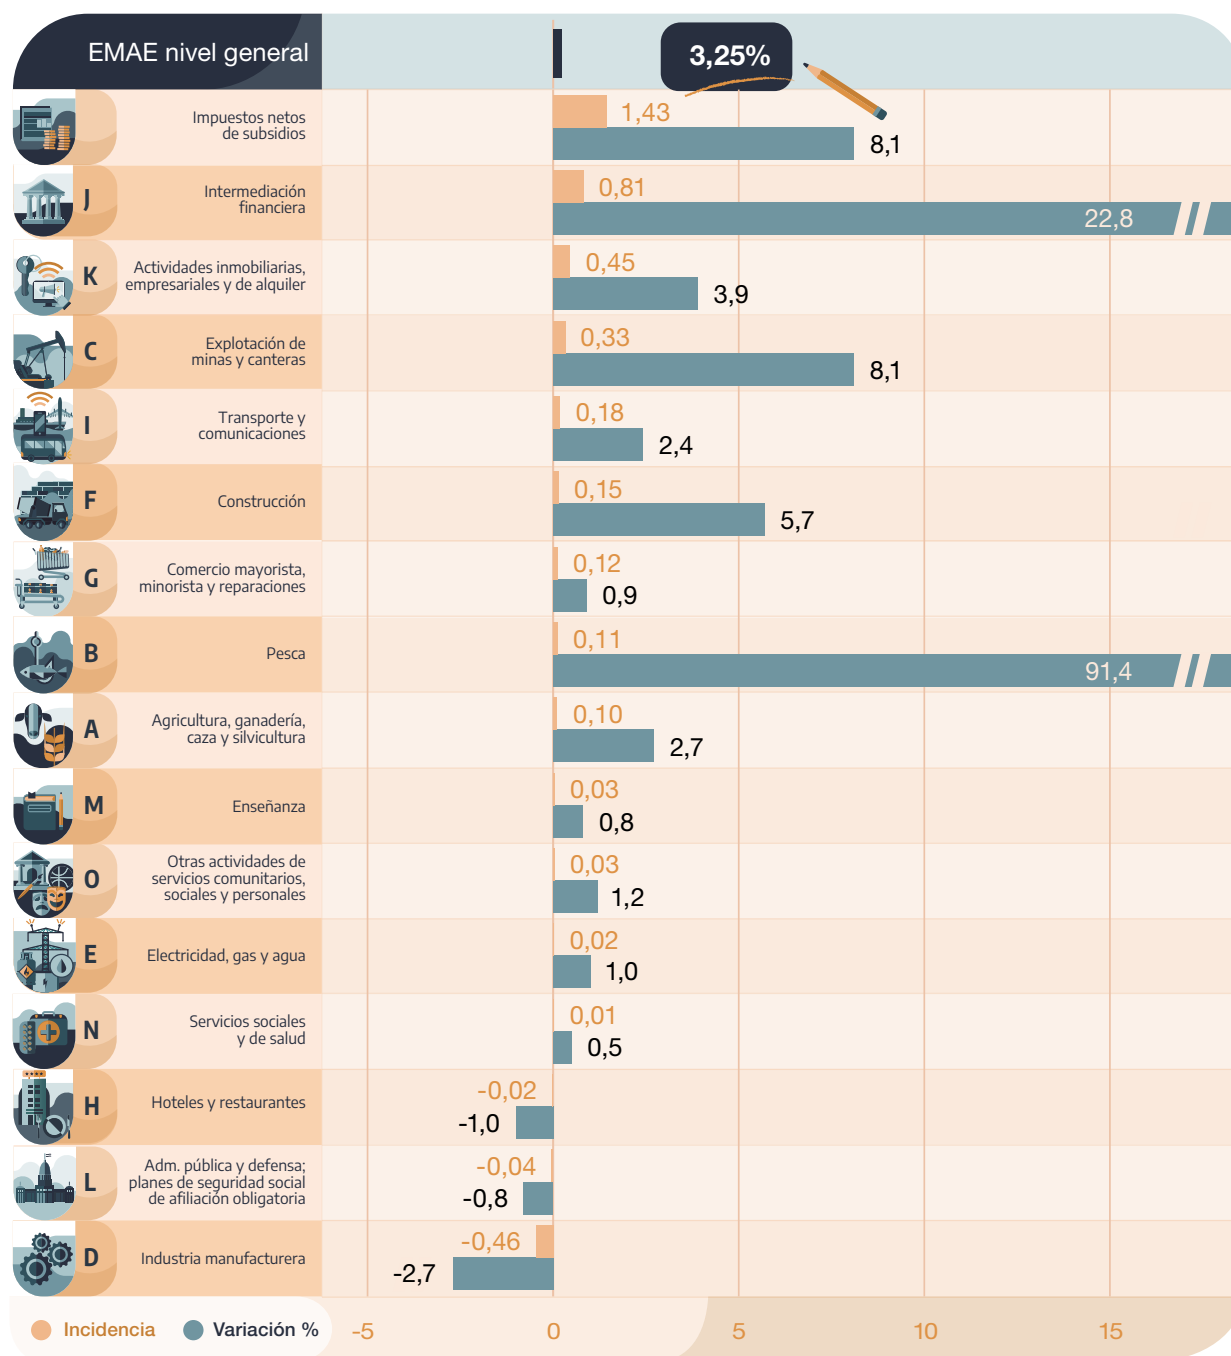 EMAE nivel general
3,25%
Impuestos netos
de subsidios
1,43
8,1
J
Intermediación
financiera
0,81
22,8
K
Actividades inmobiliarias,
empresariales y de alquiler
0,45
3,9
C
Explotación de
minas y canteras
0,33
8,1
I
Transporte y
comunicaciones
0,18
2,4
F
Construcción
0,15
5,7
G
Comercio mayorista,
minorista y reparaciones
0,12
0,9
B
Pesca
0,11
91,4
A
Agricultura, ganadería,
caza y silvicultura
0,10
2,7
M
Enseñanza
0,03
0,8
O
Otras actividades de
servicios comunitarios,
sociales y personales
0,03
1,2
E
Electricidad, gas y agua
0,02
1,0
N
Servicios sociales
y de salud
0,01
0,5
H
Hoteles y restaurantes
-0,02
-1,0
L
Adm. pública y defensa;
planes de seguridad social
de afiliación obligatoria
-0,04
-0,8
D
Industria manufacturera
-0,46
-2,7
Incidencia
Variación %
-5
0
5
10
15